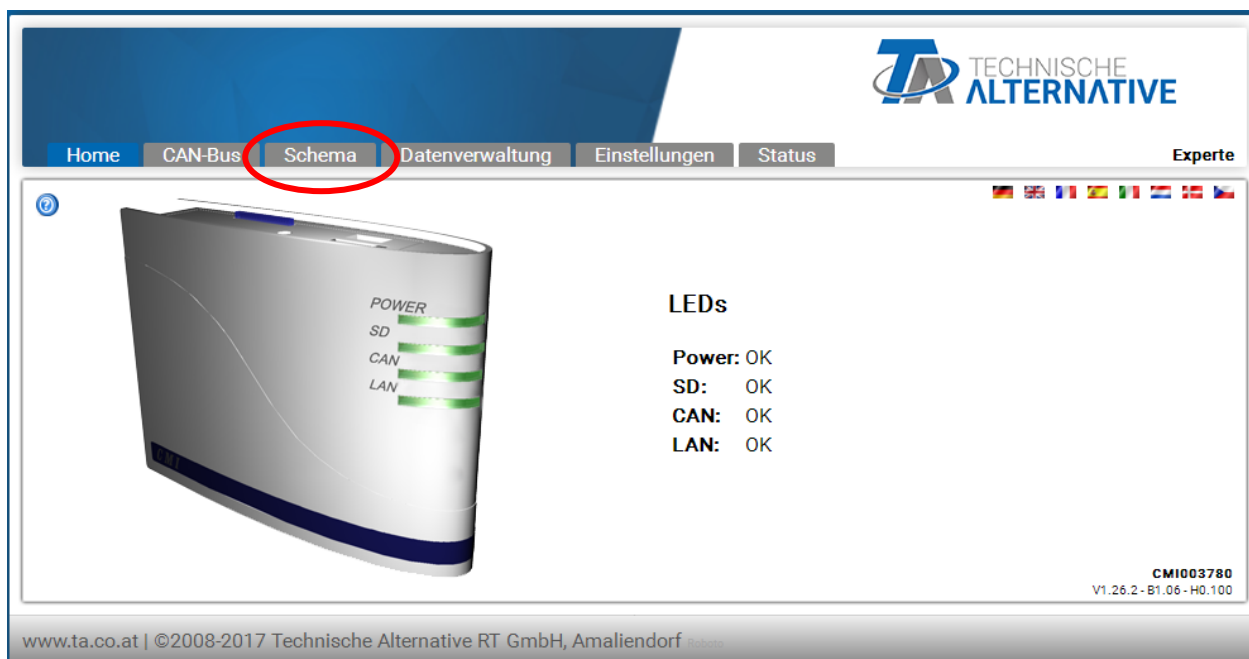 TECHNISCHE
ALTERNATIVE
Home CAN-Bus Schema Datenverwaltung Einstellungen Status Experte
POWER
SD
CAN
LAN
CMI
LEDs
Power: OK
SD: OK
CAN: OK
LAN: OK
CMI003780
V1.26.2 - B1.06 - H0.100
www.ta.co.at | ©2008-2017 Technische Alternative RT GmbH, Amaliendorf Roboto